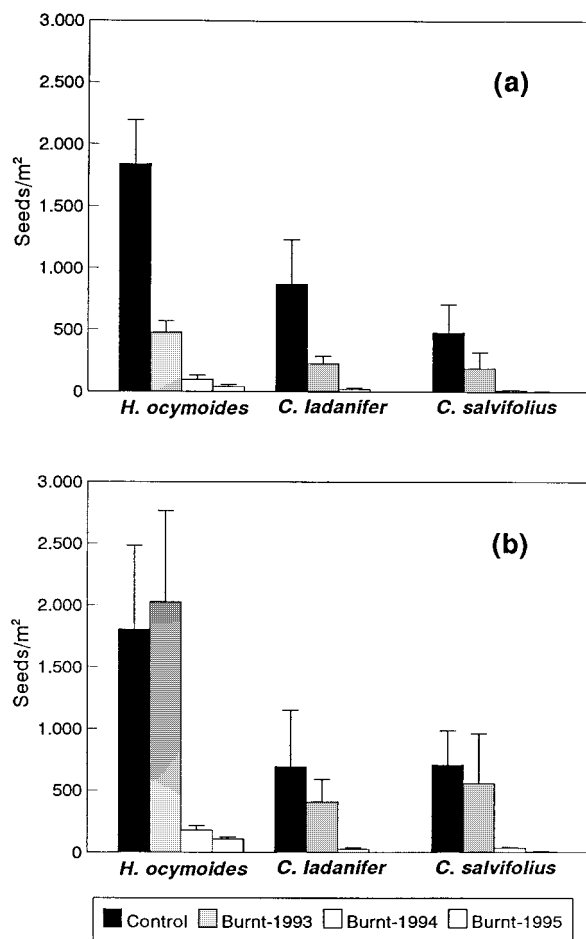 (a)
Seeds/m²
3.000
2.500
2.000
1.500
1.000
500
0
H. ocymoides C. ladanifer C. salvifolius
(b)
Seeds/m²
3.000
2.500
2.000
1.500
1.000
500
0
H. ocymoides C. ladanifer C. salvifolius
Control Burnt-1993 Burnt-1994 Burnt-1995